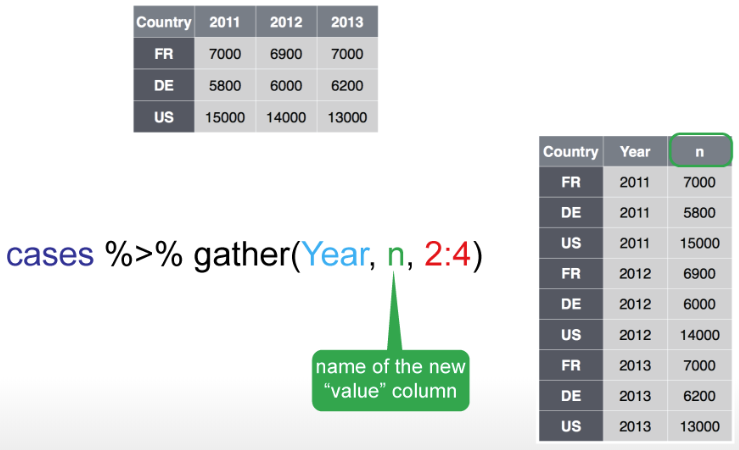 Country 2011 2012 2013
FR 7000 6900 7000
DE 5800 6000 6200
US 15000 14000 13000
Country Year n
FR 2011 7000
DE 2011 5800
US 2011 15000
FR 2012 6900
DE 2012 6000
US 2012 14000
FR 2013 7000
DE 2013 6200
US 2013 13000
cases %>% gather(Year, n, 2:4)
name of the new
“value” column